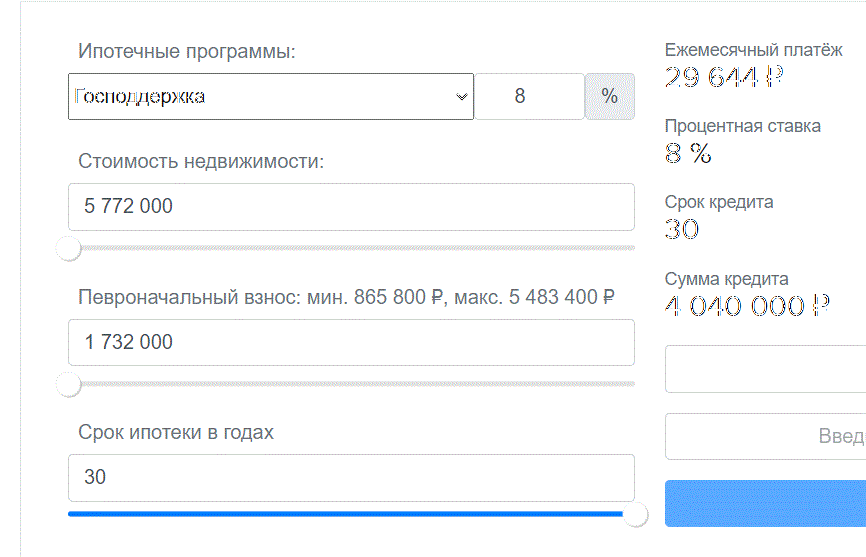 Ипотечные программы:
Господдержка
8
%
Стоимость недвижимости:
5 772 000
Певроначальный взнос: мин. 865 800 ₽, макс. 5 483 400 ₽
1 732 000
Срок ипотеки в годах
30
Ежемесячный платёж
29 644 ₽
Процентная ставка
8 %
Срок кредита
30
Сумма кредита
4 040 000 ₽